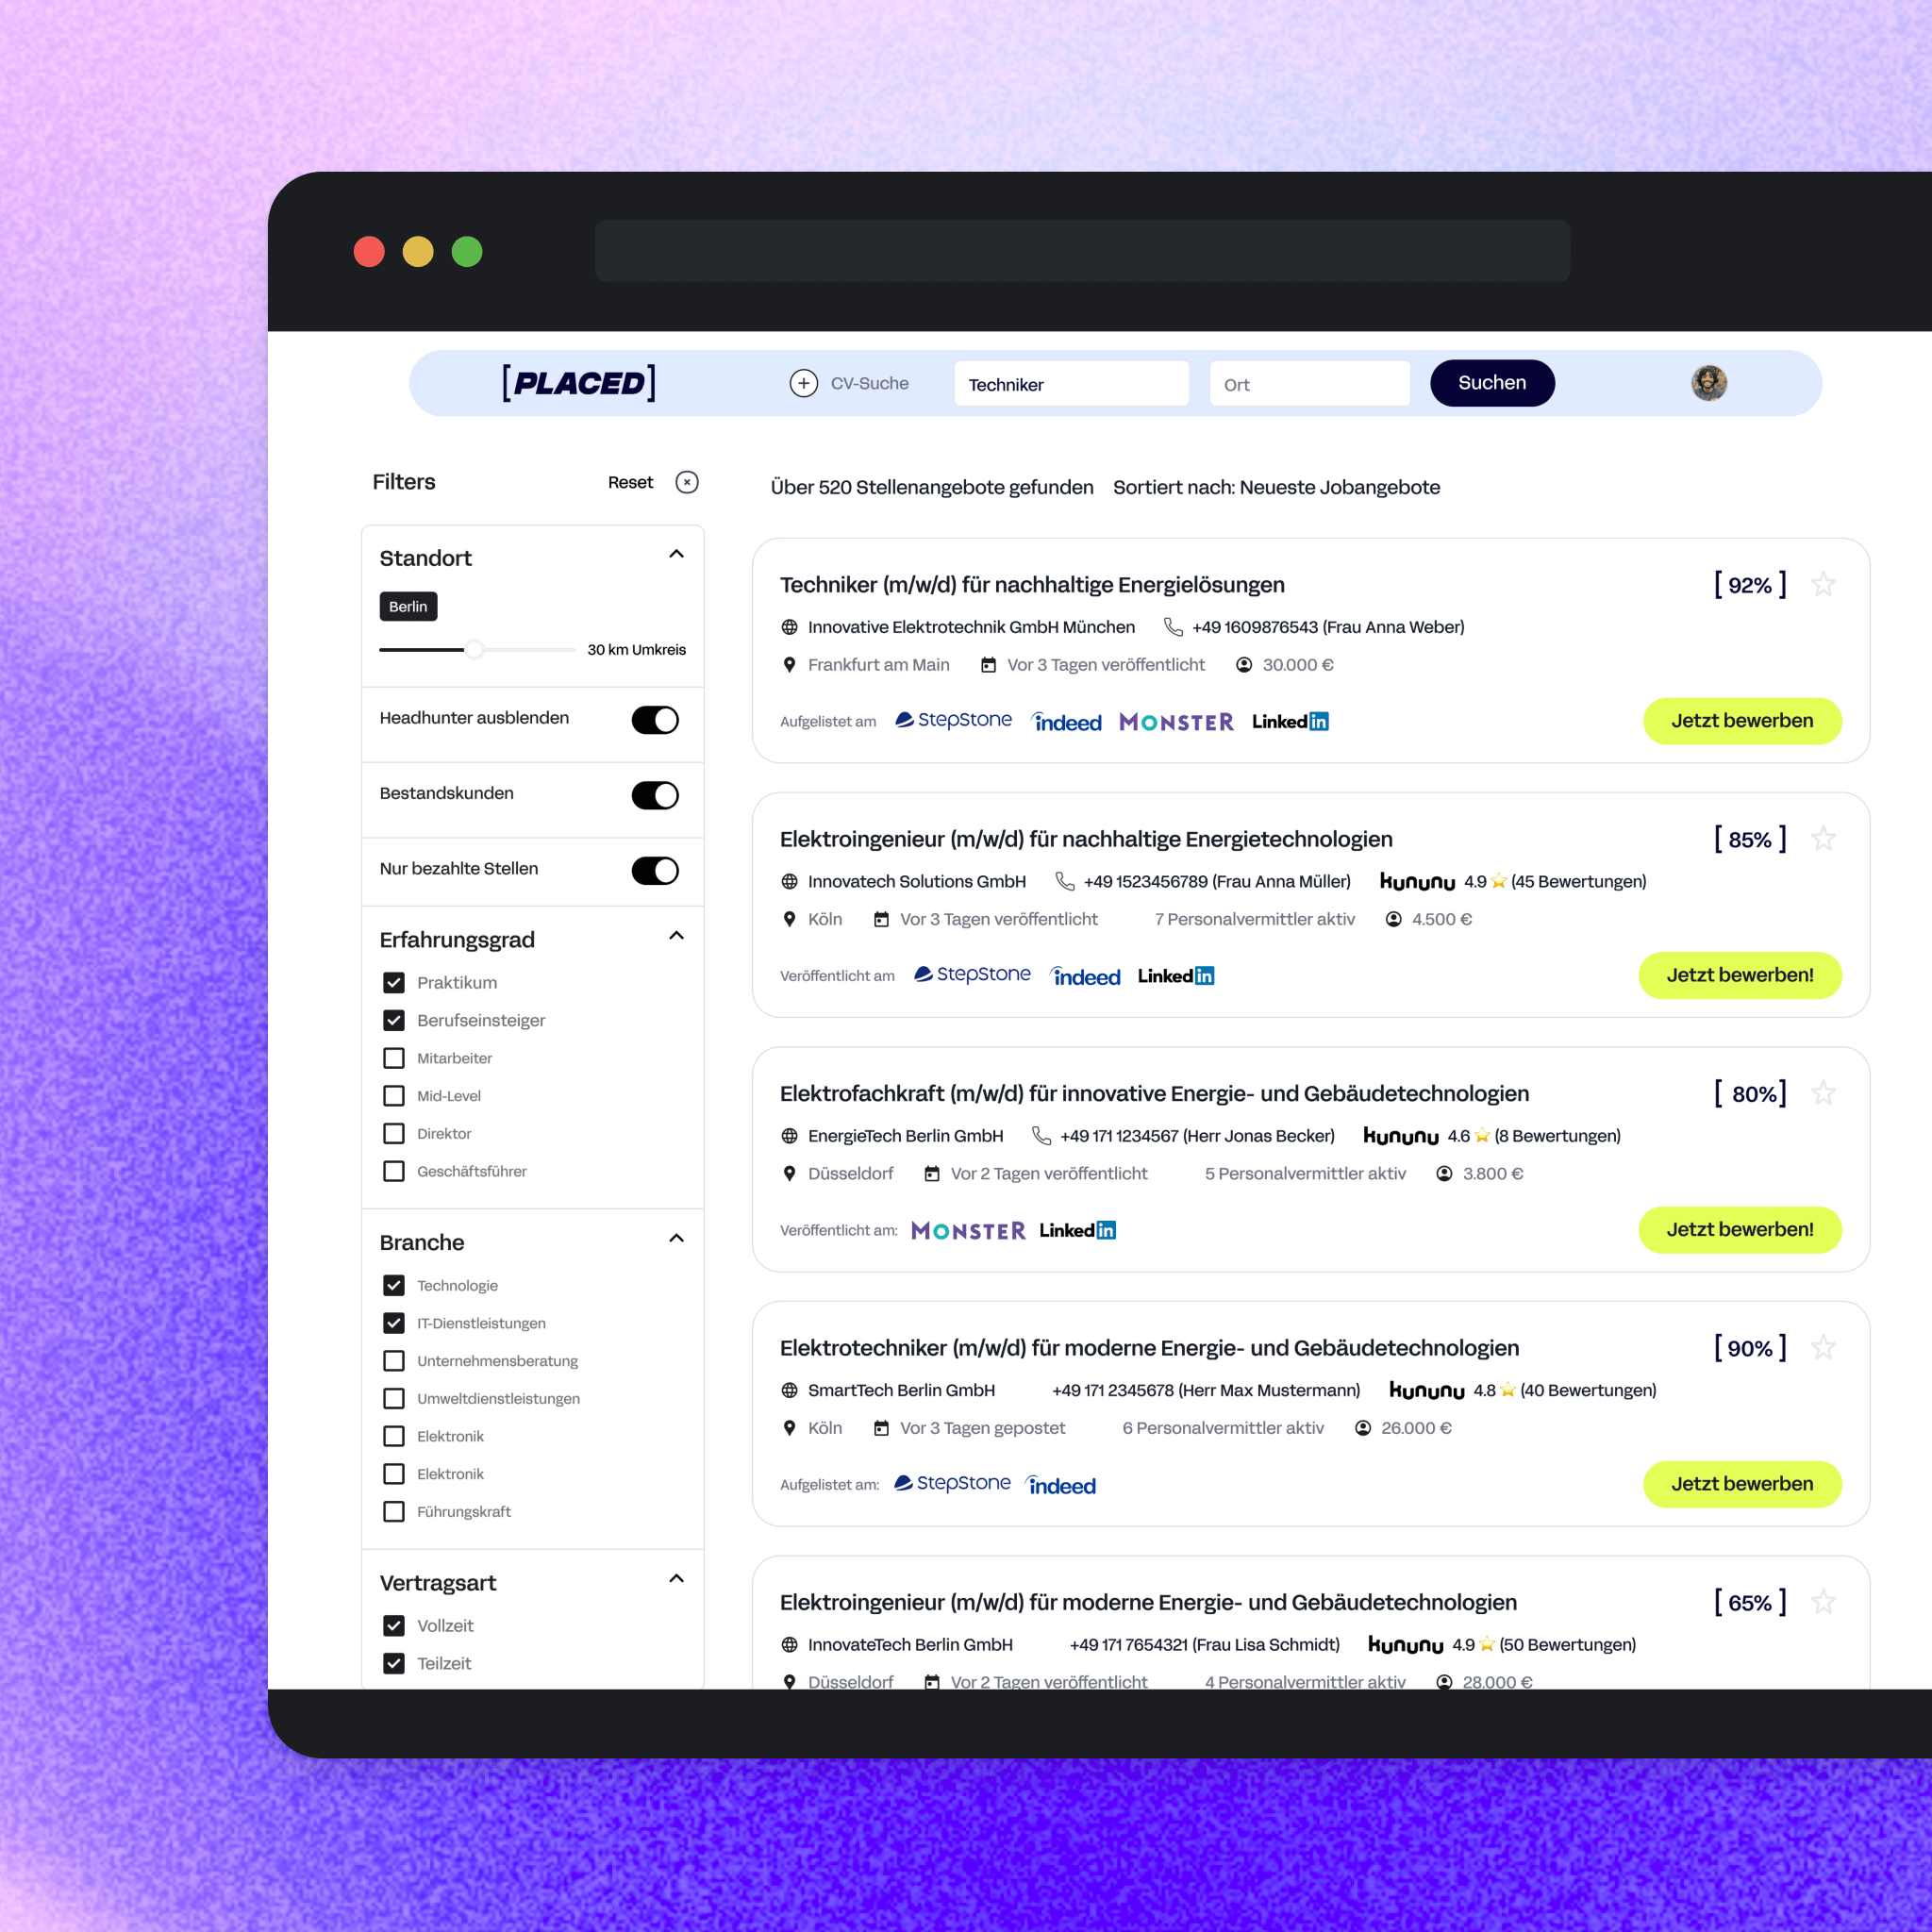 [PLACED] CV-Suche Techniker Ort Suchen
Filters Reset
Standort
Berlin
30 km Umkreis
Headhunter ausblenden
Bestandskunden
Nur bezahlte Stellen
Erfahrungsgrad
Praktikum
Berufseinsteiger
Mitarbeiter
Mid-Level
Direktor
Geschäftsführer
Branche
Technologie
IT-Dienstleistungen
Unternehmensberatung
Umweltdienstleistungen
Elektronik
Elektronik
Führungskraft
Vertragsart
Vollzeit
Teilzeit
Über 520 Stellenangebote gefunden Sortiert nach: Neueste Jobangebote
Techniker (m/w/d) für nachhaltige Energielösungen [ 92% ]
Innovative Elektrotechnik GmbH München +49 1609876543 (Frau Anna Weber)
Frankfurt am Main Vor 3 Tagen veröffentlicht 30.000 €
Aufgelistet am StepStone indeed MONSTER LinkedIn Jetzt bewerben
Elektroingenieur (m/w/d) für nachhaltige Energietechnologien [ 85% ]
Innovatech Solutions GmbH +49 1523456789 (Frau Anna Müller) kununu 4.9 (45 Bewertungen)
Köln Vor 3 Tagen veröffentlicht 7 Personalvermittler aktiv 4.500 €
Veröffentlicht am StepStone indeed LinkedIn Jetzt bewerben!
Elektrofachkraft (m/w/d) für innovative Energie- und Gebäudetechnologien [ 80%]
EnergieTech Berlin GmbH +49 171 1234567 (Herr Jonas Becker) kununu 4.6 (8 Bewertungen)
Düsseldorf Vor 2 Tagen veröffentlicht 5 Personalvermittler aktiv 3.800 €
Veröffentlicht am: MONSTER LinkedIn Jetzt bewerben!
Elektrotechniker (m/w/d) für moderne Energie- und Gebäudetechnologien [ 90% ]
SmartTech Berlin GmbH +49 171 2345678 (Herr Max Mustermann) kununu 4.8 (40 Bewertungen)
Köln Vor 3 Tagen gepostet 6 Personalvermittler aktiv 26.000 €
Aufgelistet am: StepStone indeed Jetzt bewerben
Elektroingenieur (m/w/d) für moderne Energie- und Gebäudetechnologien [ 65% ]
InnovateTech Berlin GmbH +49 171 7654321 (Frau Lisa Schmidt) kununu 4.9 (50 Bewertungen)
Düsseldorf Vor 2 Tagen veröffentlicht 4 Personalvermittler aktiv 28.000 €